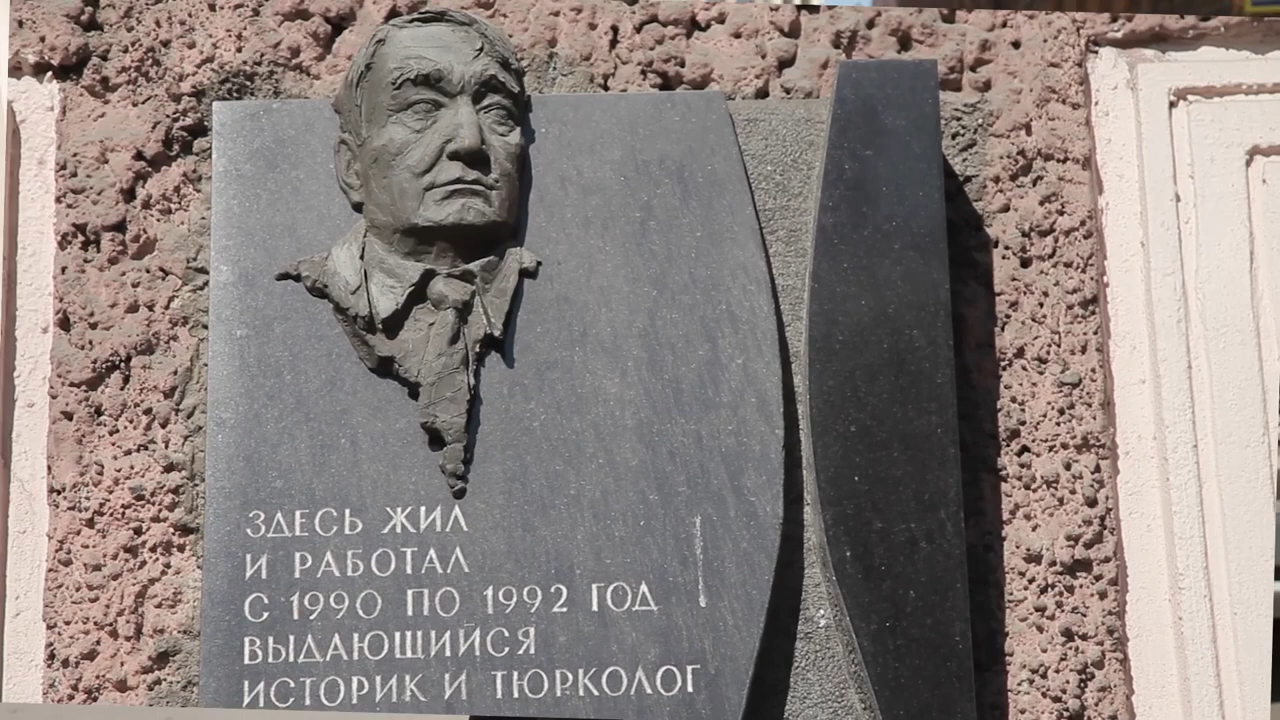 ЗДЕСЬ ЖИЛ
И РАБОТАЛ
С 1990 ПО 1992 ГОД
ВЫДАЮЩИЙСЯ
ИСТОРИК И ТЮРКОЛОГ